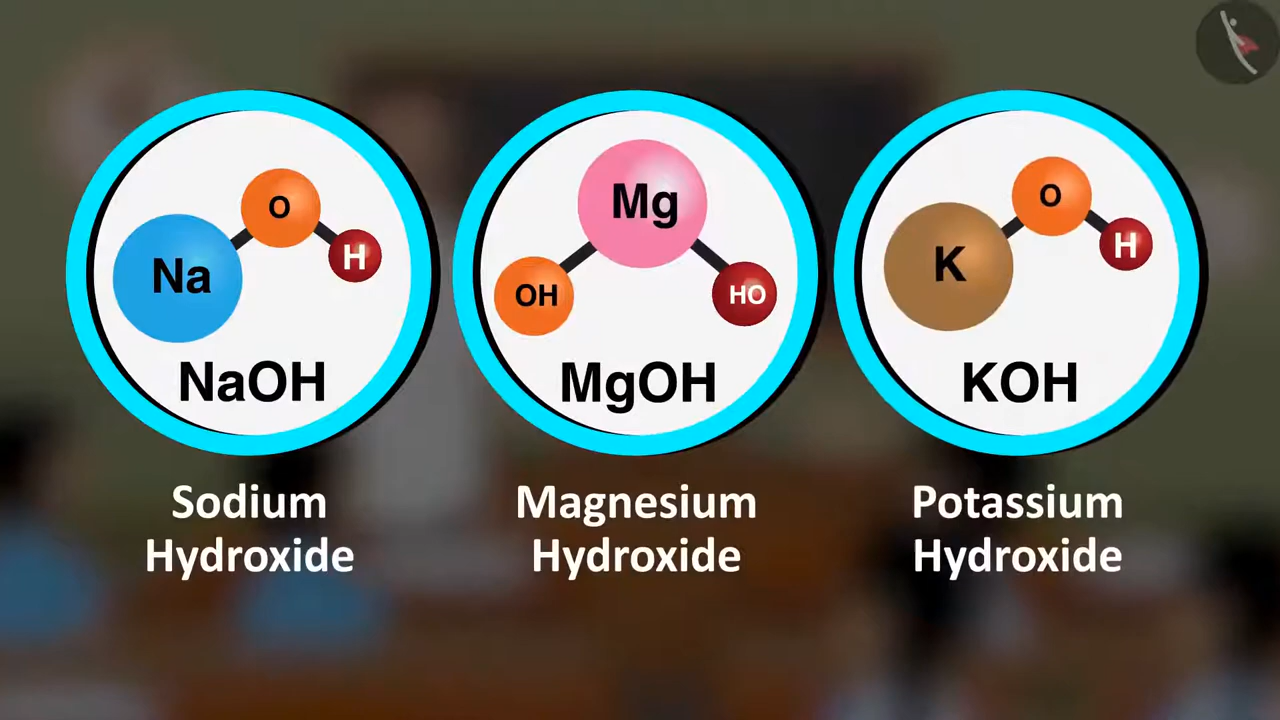 Na
O
H
NaOH
Sodium
Hydroxide
Mg
OH
HO
MgOH
Magnesium
Hydroxide
K
O
H
KOH
Potassium
Hydroxide